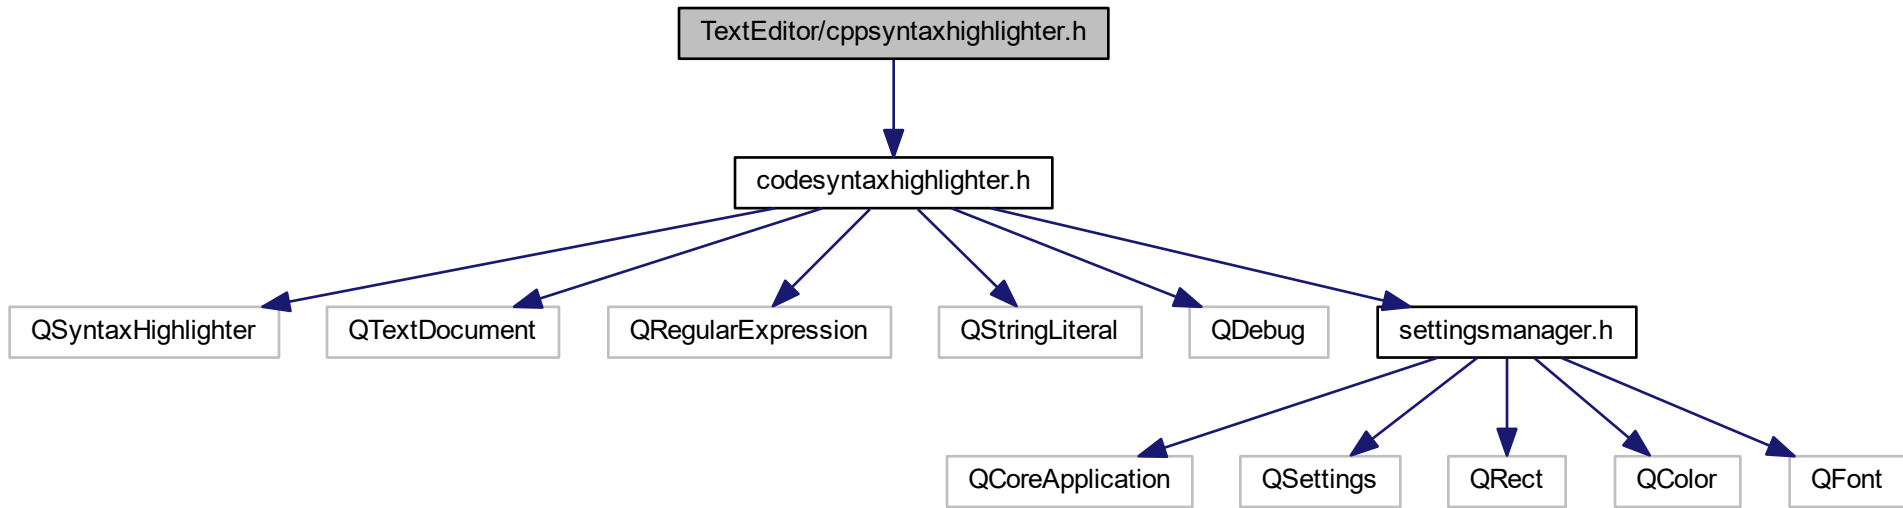 TextEditor/cppsyntaxhighlighter.h
codesyntaxhighlighter.h
QSyntaxHighlighter
QTextDocument
QRegularExpression
QStringLiteral
QDebug
settingsmanager.h
QCoreApplication
QSettings
QRect
QColor
QFont